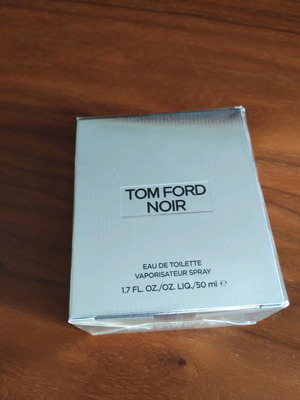 TOM FORD
NOIR
EAU DE TOILETTE
VAPORISATEUR SPRAY
1.7 FL. OZ./OZ. LIQ./50 ml ℮